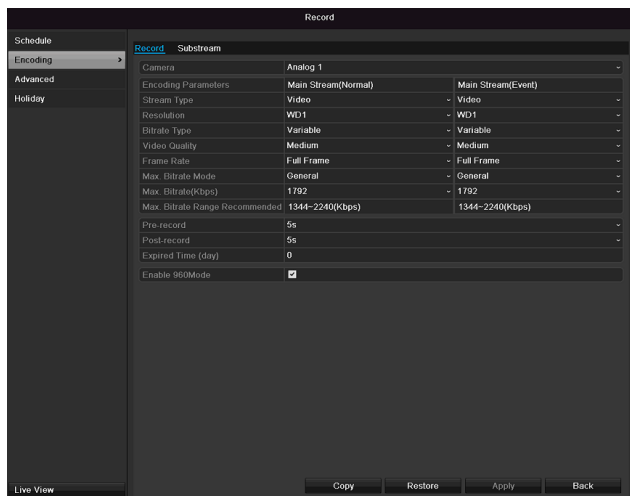 Record
Schedule
Encoding
Advanced
Holiday
Record Substream
Camera Analog 1
Encoding Parameters Main Stream(Normal) Main Stream(Event)
Stream Type Video Video
Resolution WD1 WD1
Bitrate Type Variable Variable
Video Quality Medium Medium
Frame Rate Full Frame Full Frame
Max. Bitrate Mode General General
Max. Bitrate(Kbps) 1792 1792
Max. Bitrate Range Recommended 1344~2240(Kbps) 1344~2240(Kbps)
Pre-record 5s
Post-record 5s
Expired Time (day) 0
Enable 960Mode
Live View Copy Restore Apply Back